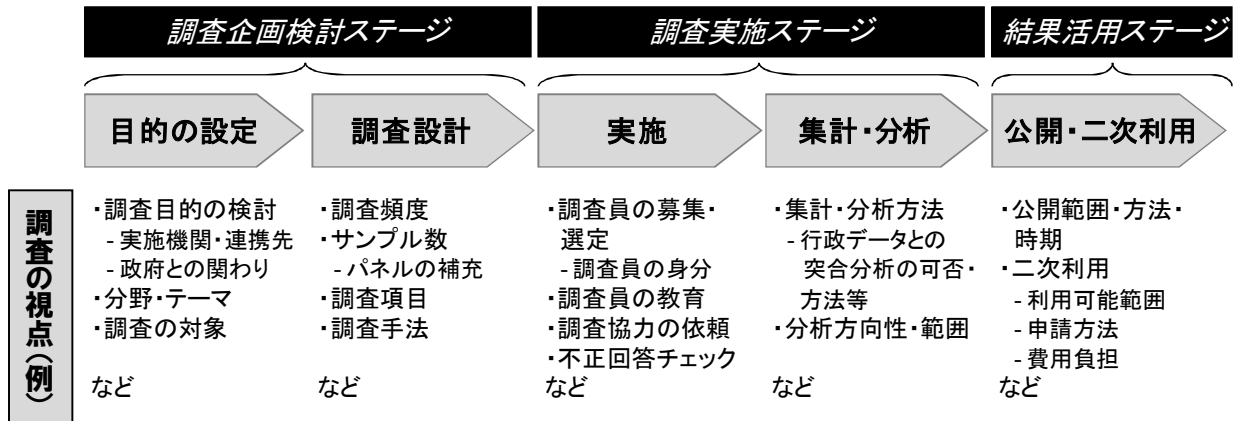 調査企画検討ステージ
調査実施ステージ
結果活用ステージ
目的の設定
調査設計
実施
集計・分析
公開・二次利用
調査の視点(例)
・調査目的の検討
- 実施機関・連携先
- 政府との関わり
・分野・テーマ
・調査の対象
など
・調査頻度
・サンプル数
- パネルの補充
・調査項目
・調査手法
など
・調査員の募集・
選定
- 調査員の身分
・調査員の教育
・調査協力の依頼
・不正回答チェック
など
・集計・分析方法
- 行政データとの
突合分析の可否・
方法等
・分析方向性・範囲
など
・公開範囲・方法・
時期
・二次利用
- 利用可能範囲
- 申請方法
- 費用負担
など